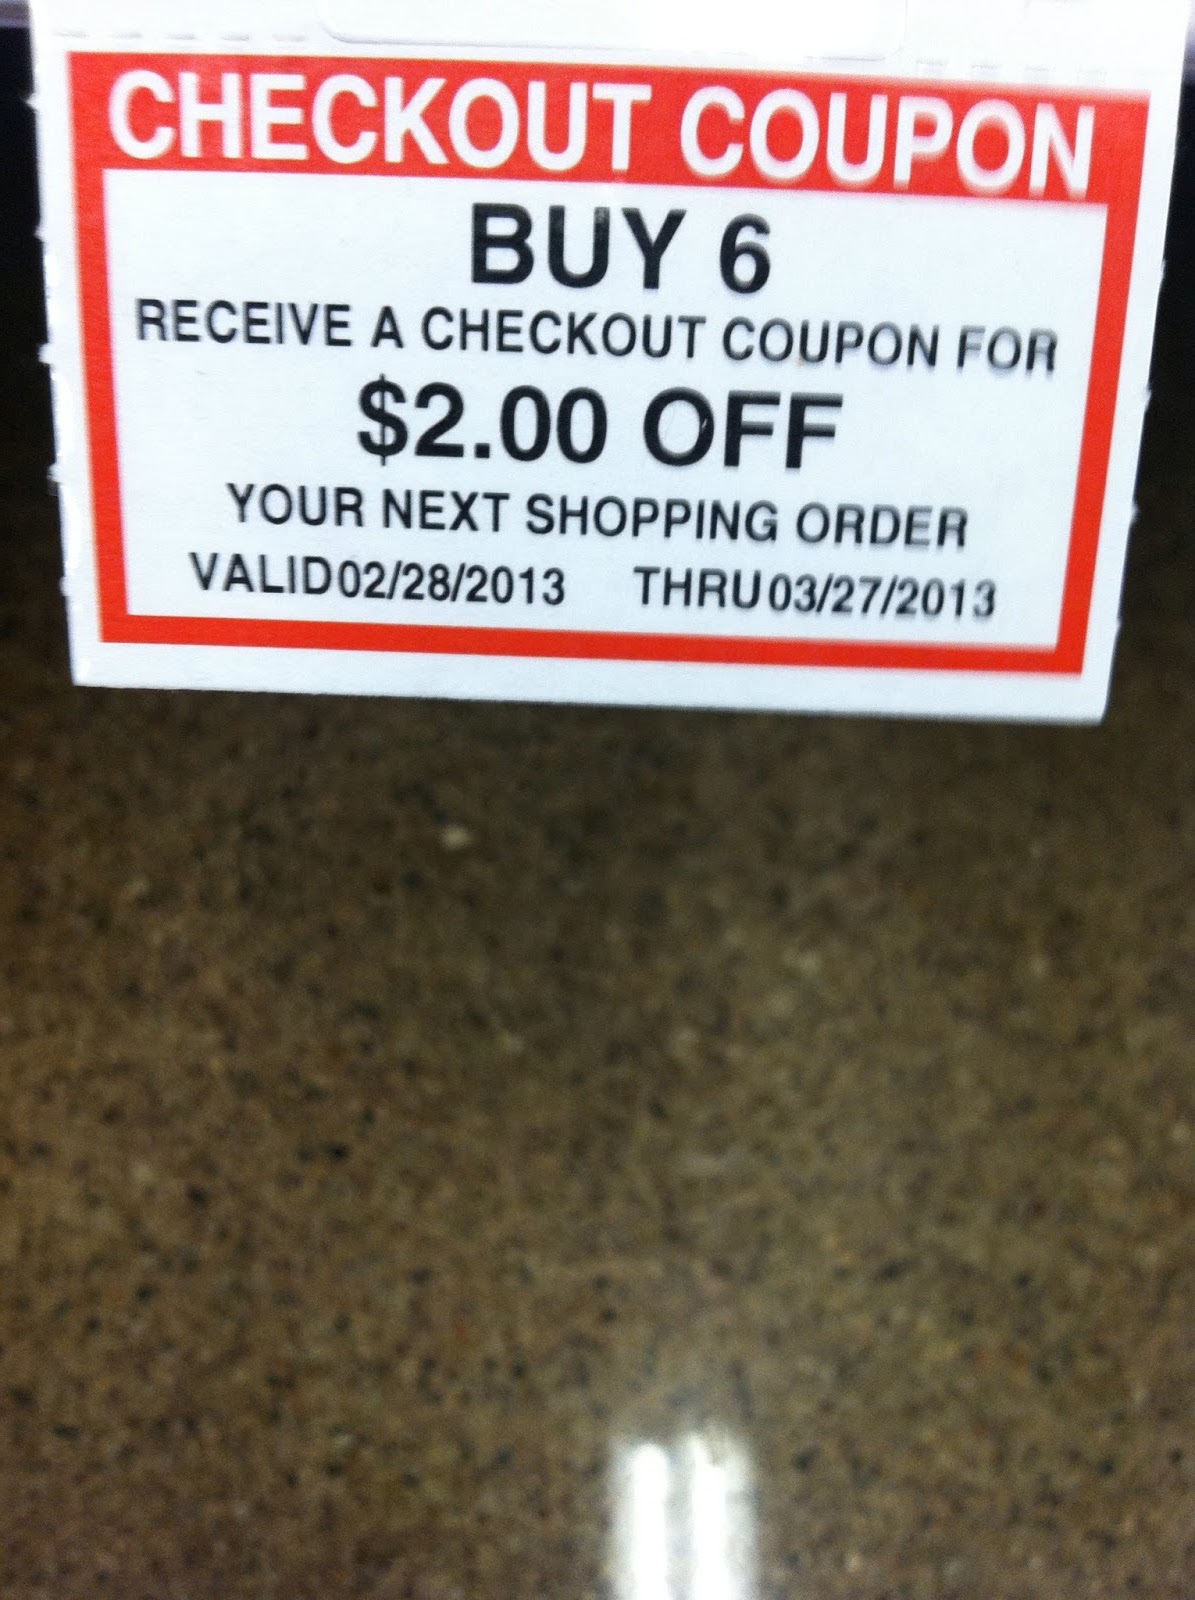 CHECKOUT COUPON
BUY 6
RECEIVE A CHECKOUT COUPON FOR
$2.00 OFF
YOUR NEXT SHOPPING ORDER
VALID02/28/2013 THRU03/27/2013